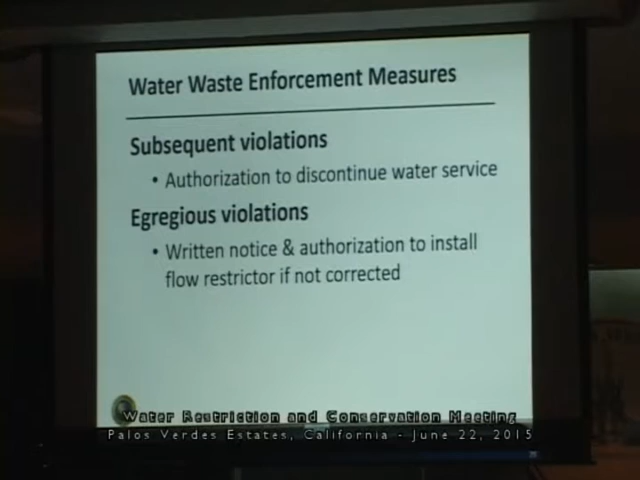 Water Waste Enforcement Measures
Subsequent violations
• Authorization to discontinue water service
Egregious violations
• Written notice & authorization to install
flow restrictor if not corrected
Water Restriction and Conservation Meeting
Palos Verdes Estates, California - June 22, 2015